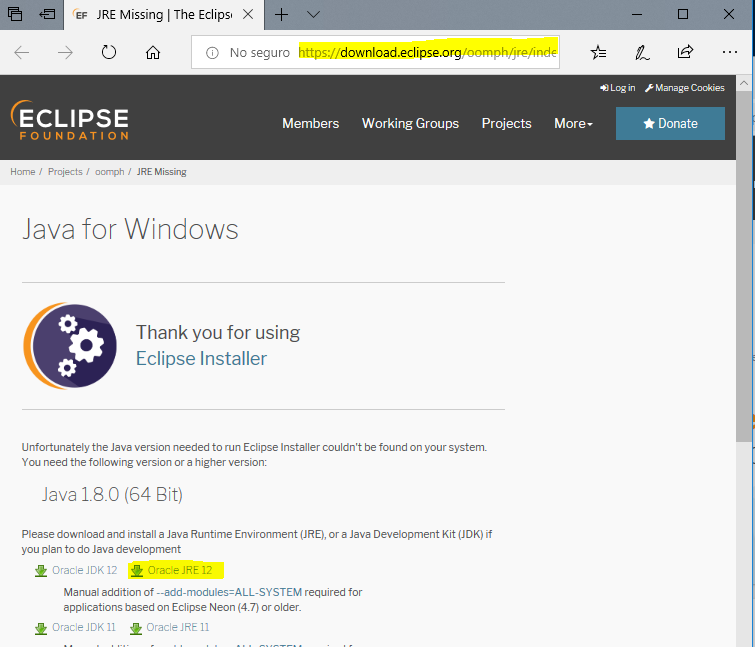 EF JRE Missing | The Eclips
No seguro https://download.eclipse.org/oomph/jre/inde
Log in Manage Cookies
ECLIPSE
FOUNDATION
Members Working Groups Projects More Donate
Home / Projects / oomph / JRE Missing
Java for Windows
Thank you for using
Eclipse Installer
Unfortunately the Java version needed to run Eclipse Installer couldn't be found on your system.
You need the following version or a higher version:
Java 1.8.0 (64 Bit)
Please download and install a Java Runtime Environment (JRE), or a Java Development Kit (JDK) if
you plan to do Java development
Oracle JDK 12 Oracle JRE 12
Manual addition of --add-modules=ALL-SYSTEM required for
applications based on Eclipse Neon (4.7) or older.
Oracle JDK 11 Oracle JRE 11